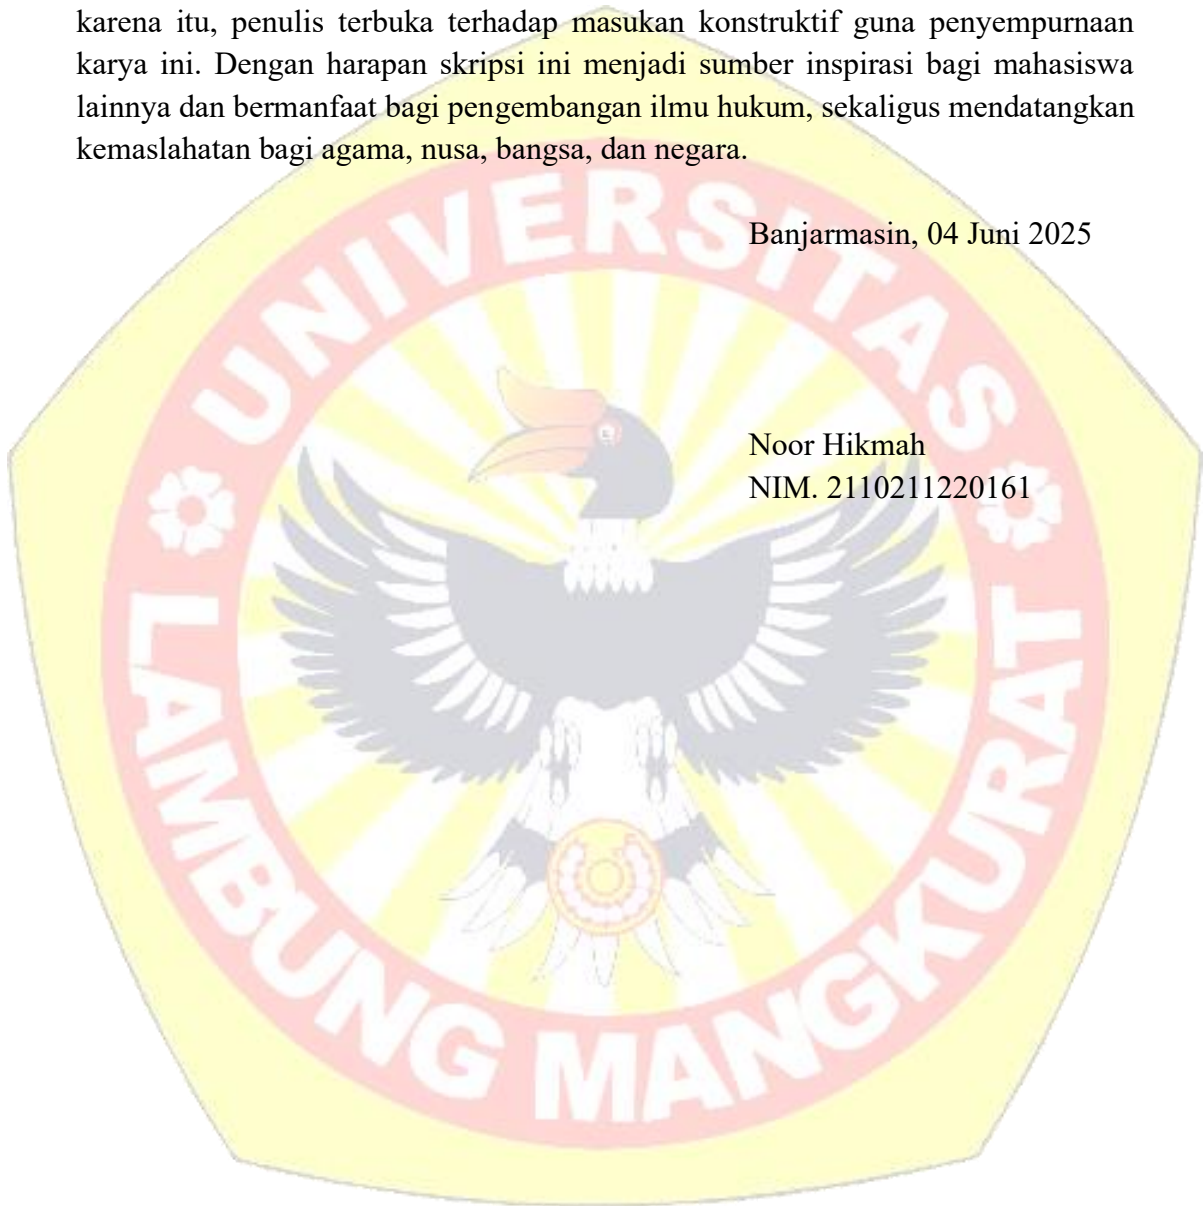 karena itu, penulis terbuka terhadap masukan konstruktif guna penyempurnaan
karya ini. Dengan harapan skripsi ini menjadi sumber inspirasi bagi mahasiswa
lainnya dan bermanfaat bagi pengembangan ilmu hukum, sekaligus mendatangkan
kemaslahatan bagi agama, nusa, bangsa, dan negara.
Banjarmasin, 04 Juni 2025
Noor Hikmah
NIM. 2110211220161
UNIVERSITAS
LAMBUNG MANGKURAT